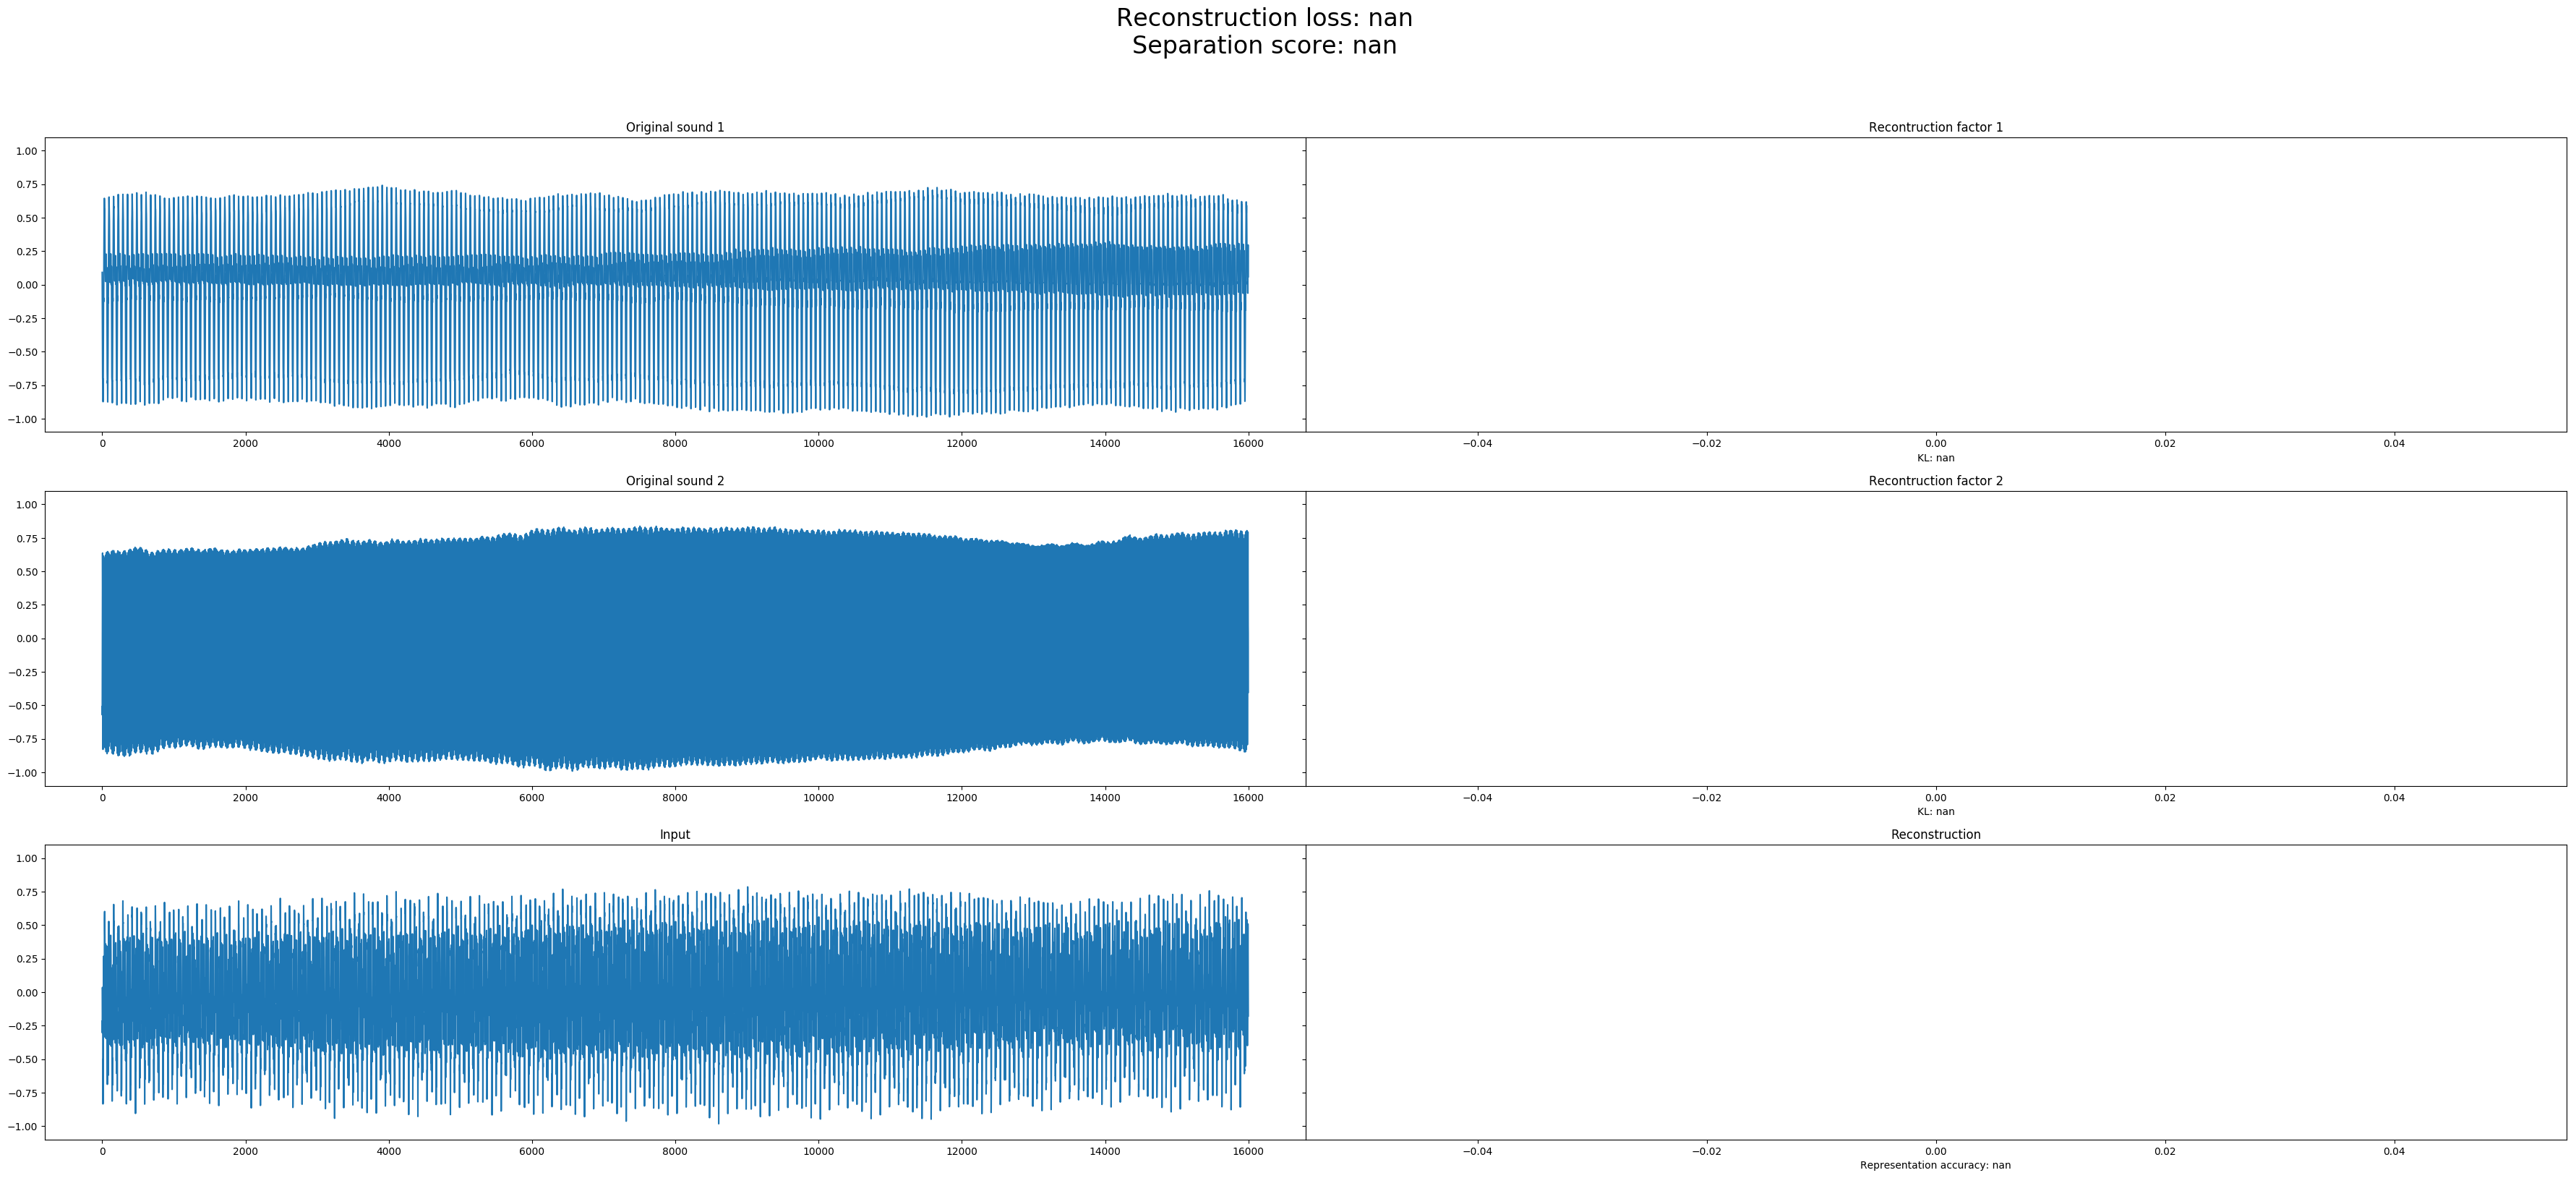 Reconstruction loss: nan
Separation score: nan
Original sound 1
Recontruction factor 1
1.00
0.75
0.50
0.25
0.00
−0.25
−0.50
−0.75
−1.00
0 2000 4000 6000 8000 10000 12000 14000 16000
−0.04 −0.02 0.00 0.02 0.04
KL: nan
Original sound 2
Recontruction factor 2
1.00
0.75
0.50
0.25
0.00
−0.25
−0.50
−0.75
−1.00
0 2000 4000 6000 8000 10000 12000 14000 16000
−0.04 −0.02 0.00 0.02 0.04
KL: nan
Input
Reconstruction
1.00
0.75
0.50
0.25
0.00
−0.25
−0.50
−0.75
−1.00
0 2000 4000 6000 8000 10000 12000 14000 16000
−0.04 −0.02 0.00 0.02 0.04
Representation accuracy: nan